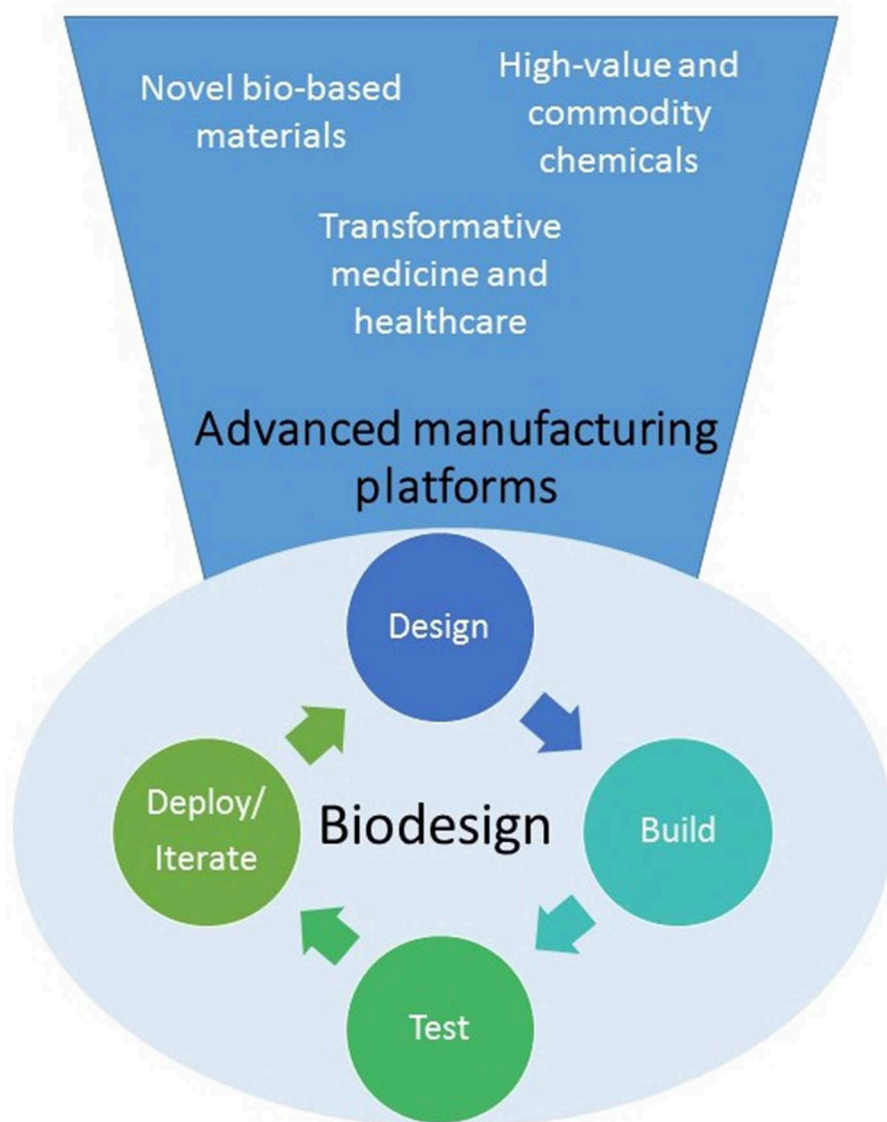 Novel bio-based
materials
High-value and
commodity
chemicals
Transformative
medicine and
healthcare
Advanced manufacturing
platforms
Design
Deploy/
Iterate
Biodesign
Build
Test